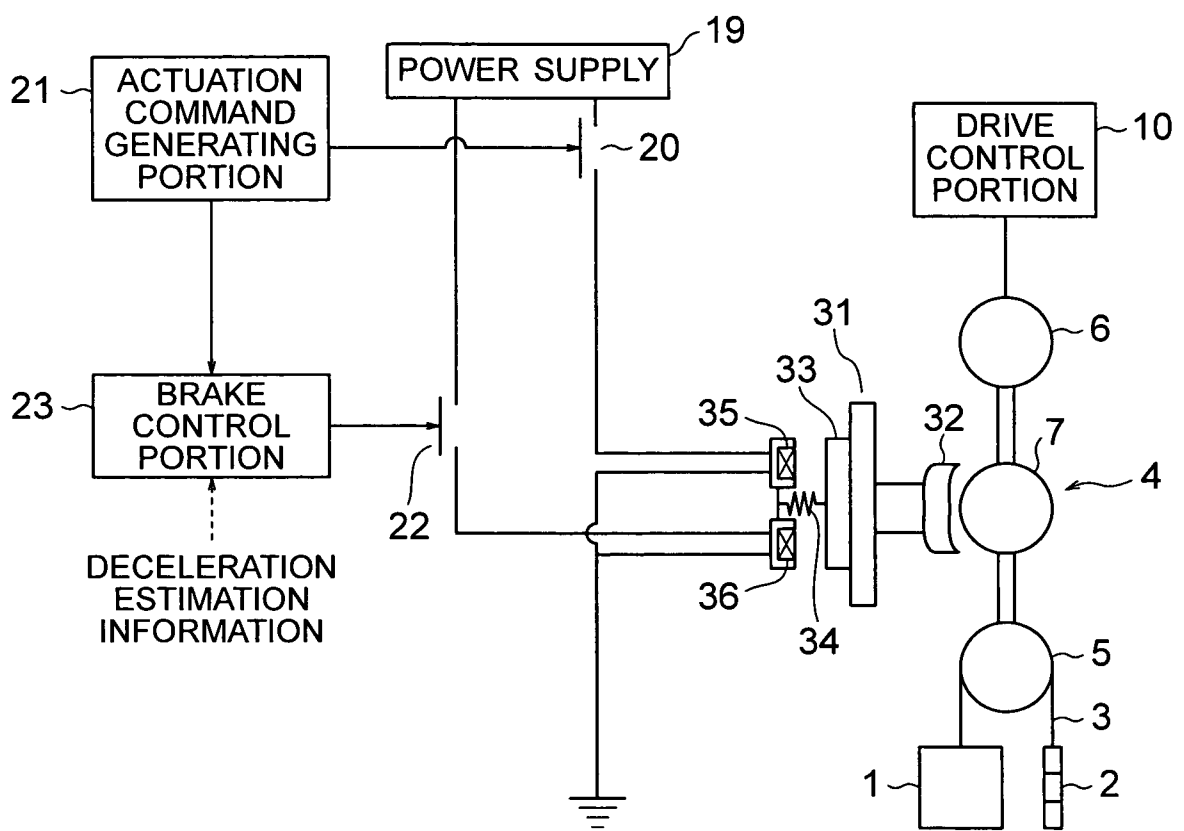 19
POWER SUPPLY
21
ACTUATION
COMMAND
GENERATING
PORTION
20
DRIVE
CONTROL
PORTION
10
6
31
33
32
7
4
35
23
BRAKE
CONTROL
PORTION
22
36
34
DECELERATION
ESTIMATION
INFORMATION
5
3
1
2